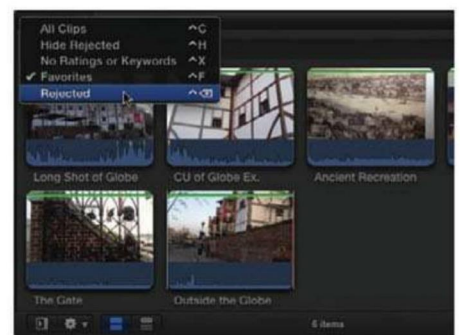 All Clips ^C
Hide Rejected ^H
No Ratings or Keywords ^X
✓ Favorites ^F
Rejected ^⌫
Long Shot of Globe
CU of Globe Ex.
Ancient Recreation
The Gate
Outside the Globe
6 items